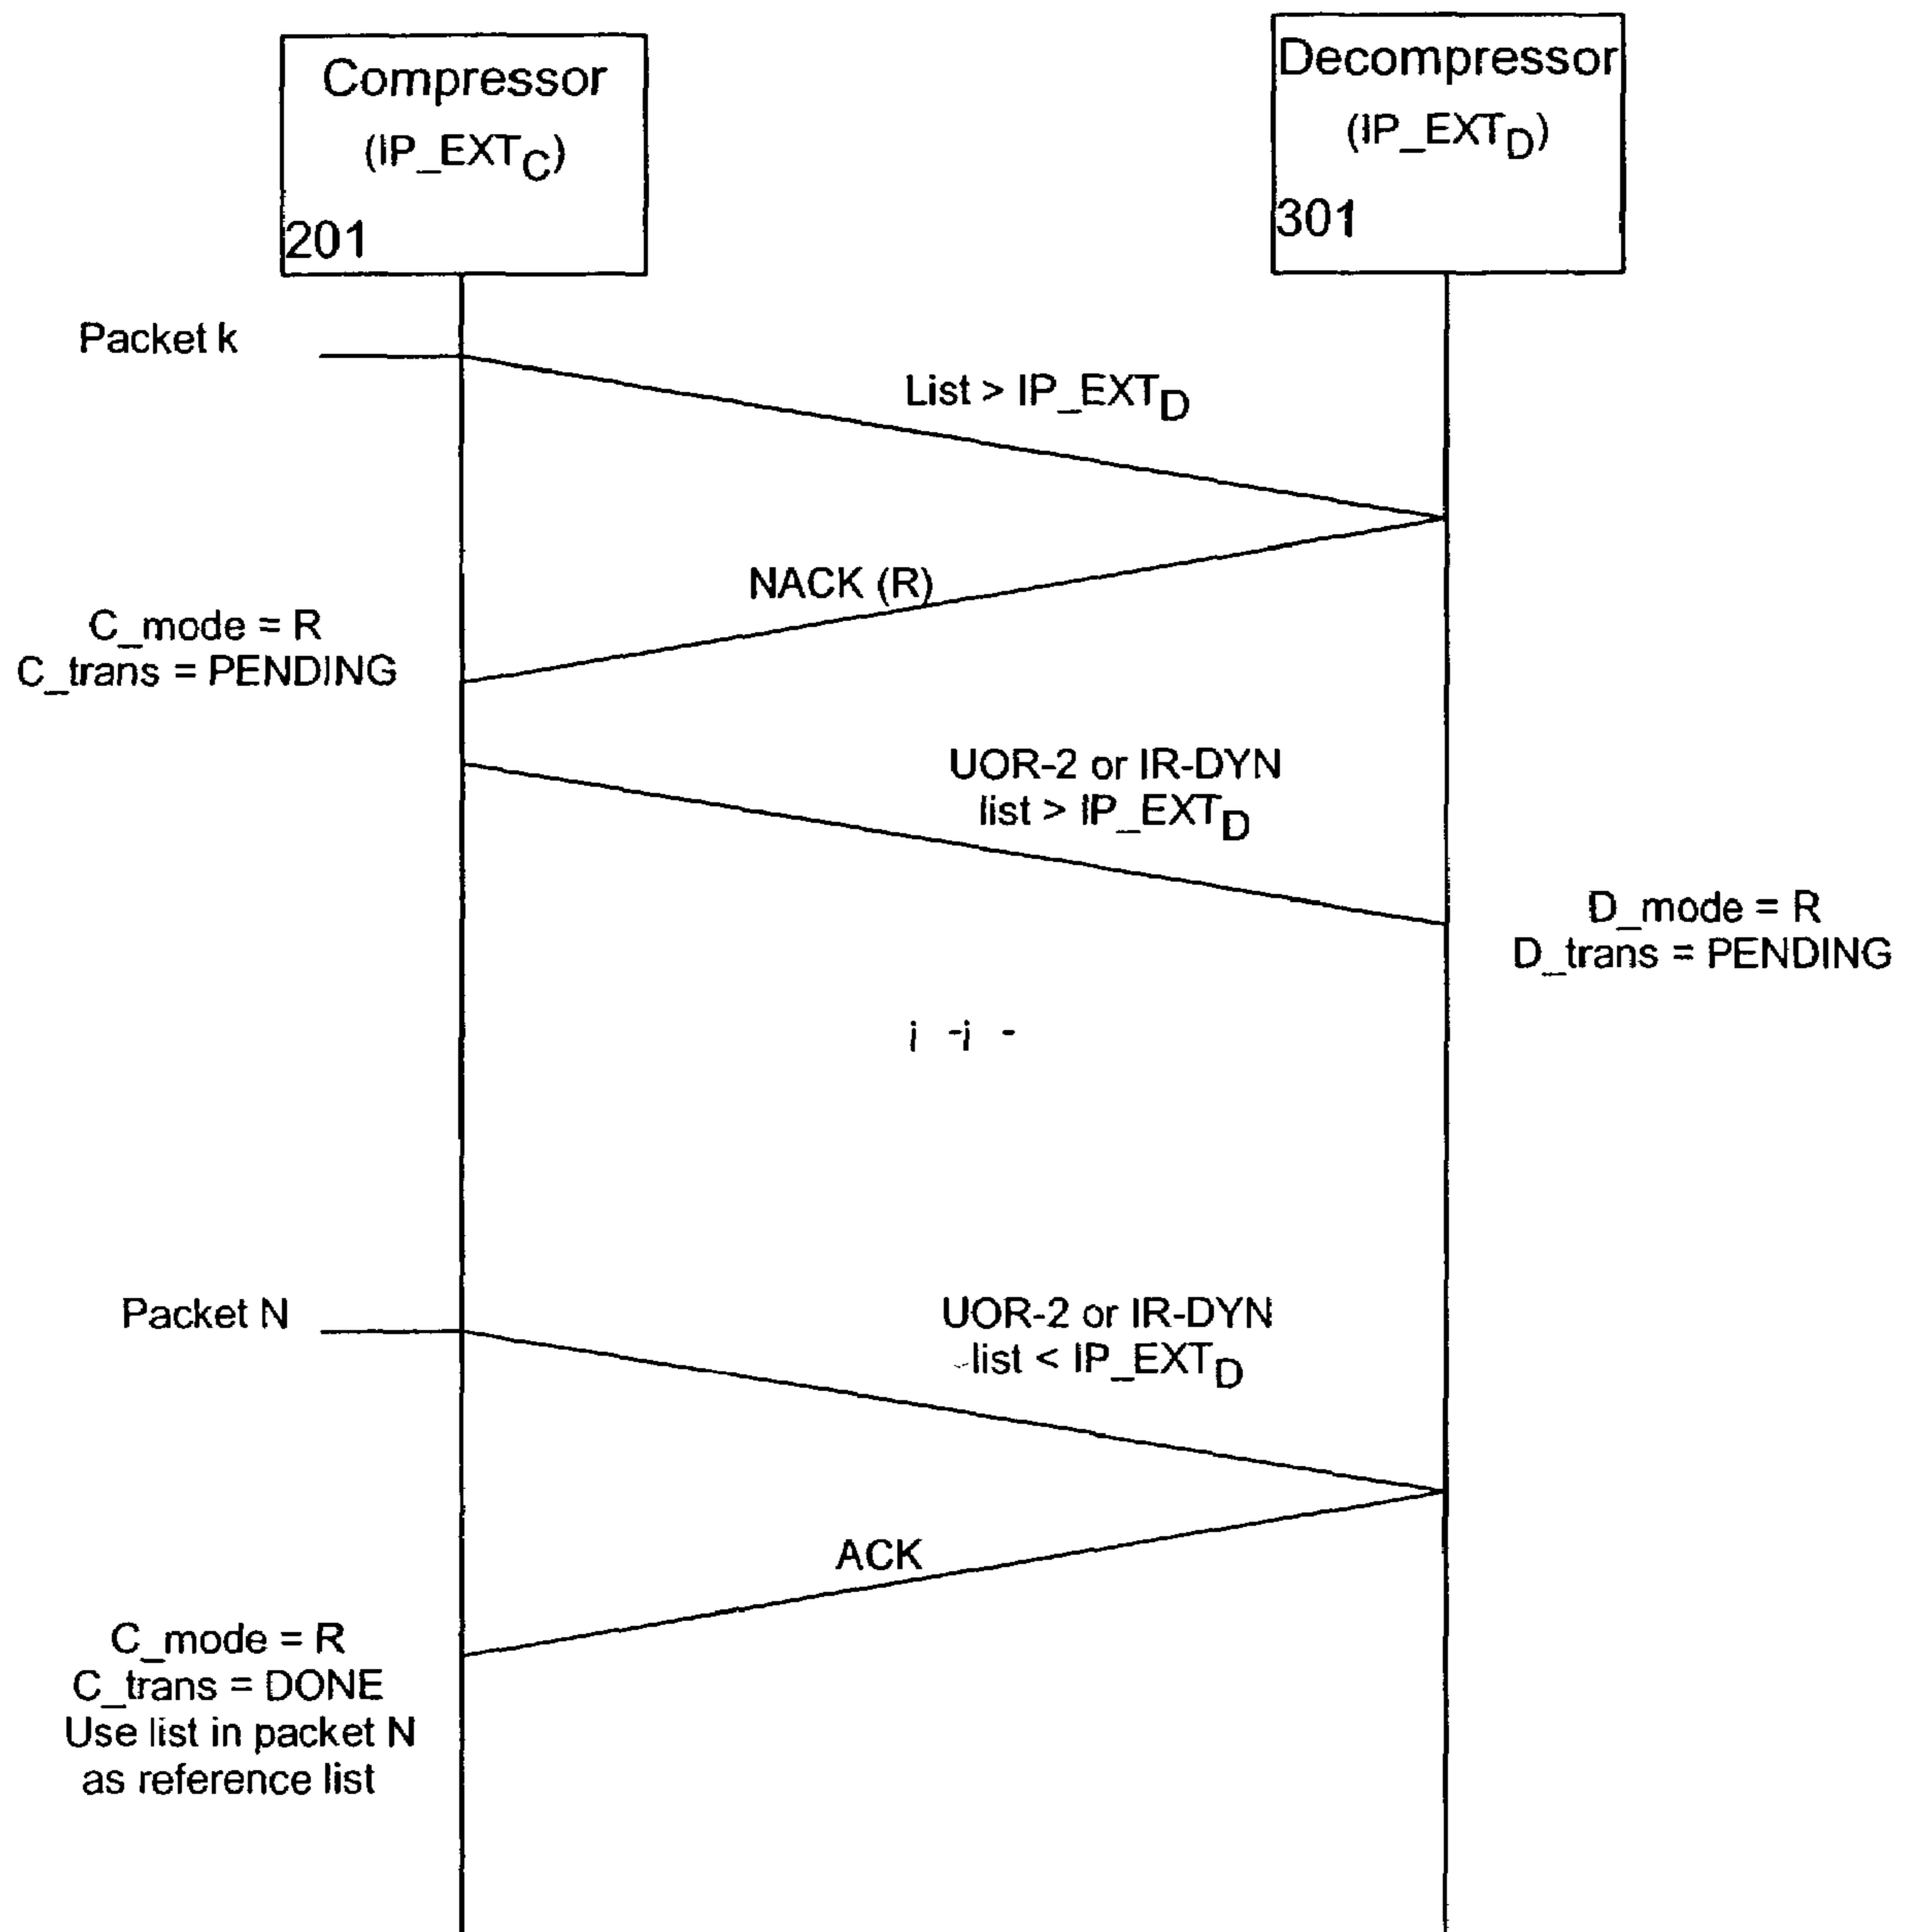 Compressor
(IP_EXTC)
201
Decompressor
(IP_EXTD)
301
Packet k
List > IP_EXTD
NACK (R)
C_mode = R
C_trans = PENDING
UOR-2 or IR-DYN
list > IP_EXTD
D_mode = R
D_trans = PENDING
Packet N
UOR-2 or IR-DYN
list < IP_EXTD
ACK
C_mode = R
C_trans = DONE
Use list in packet N
as reference list